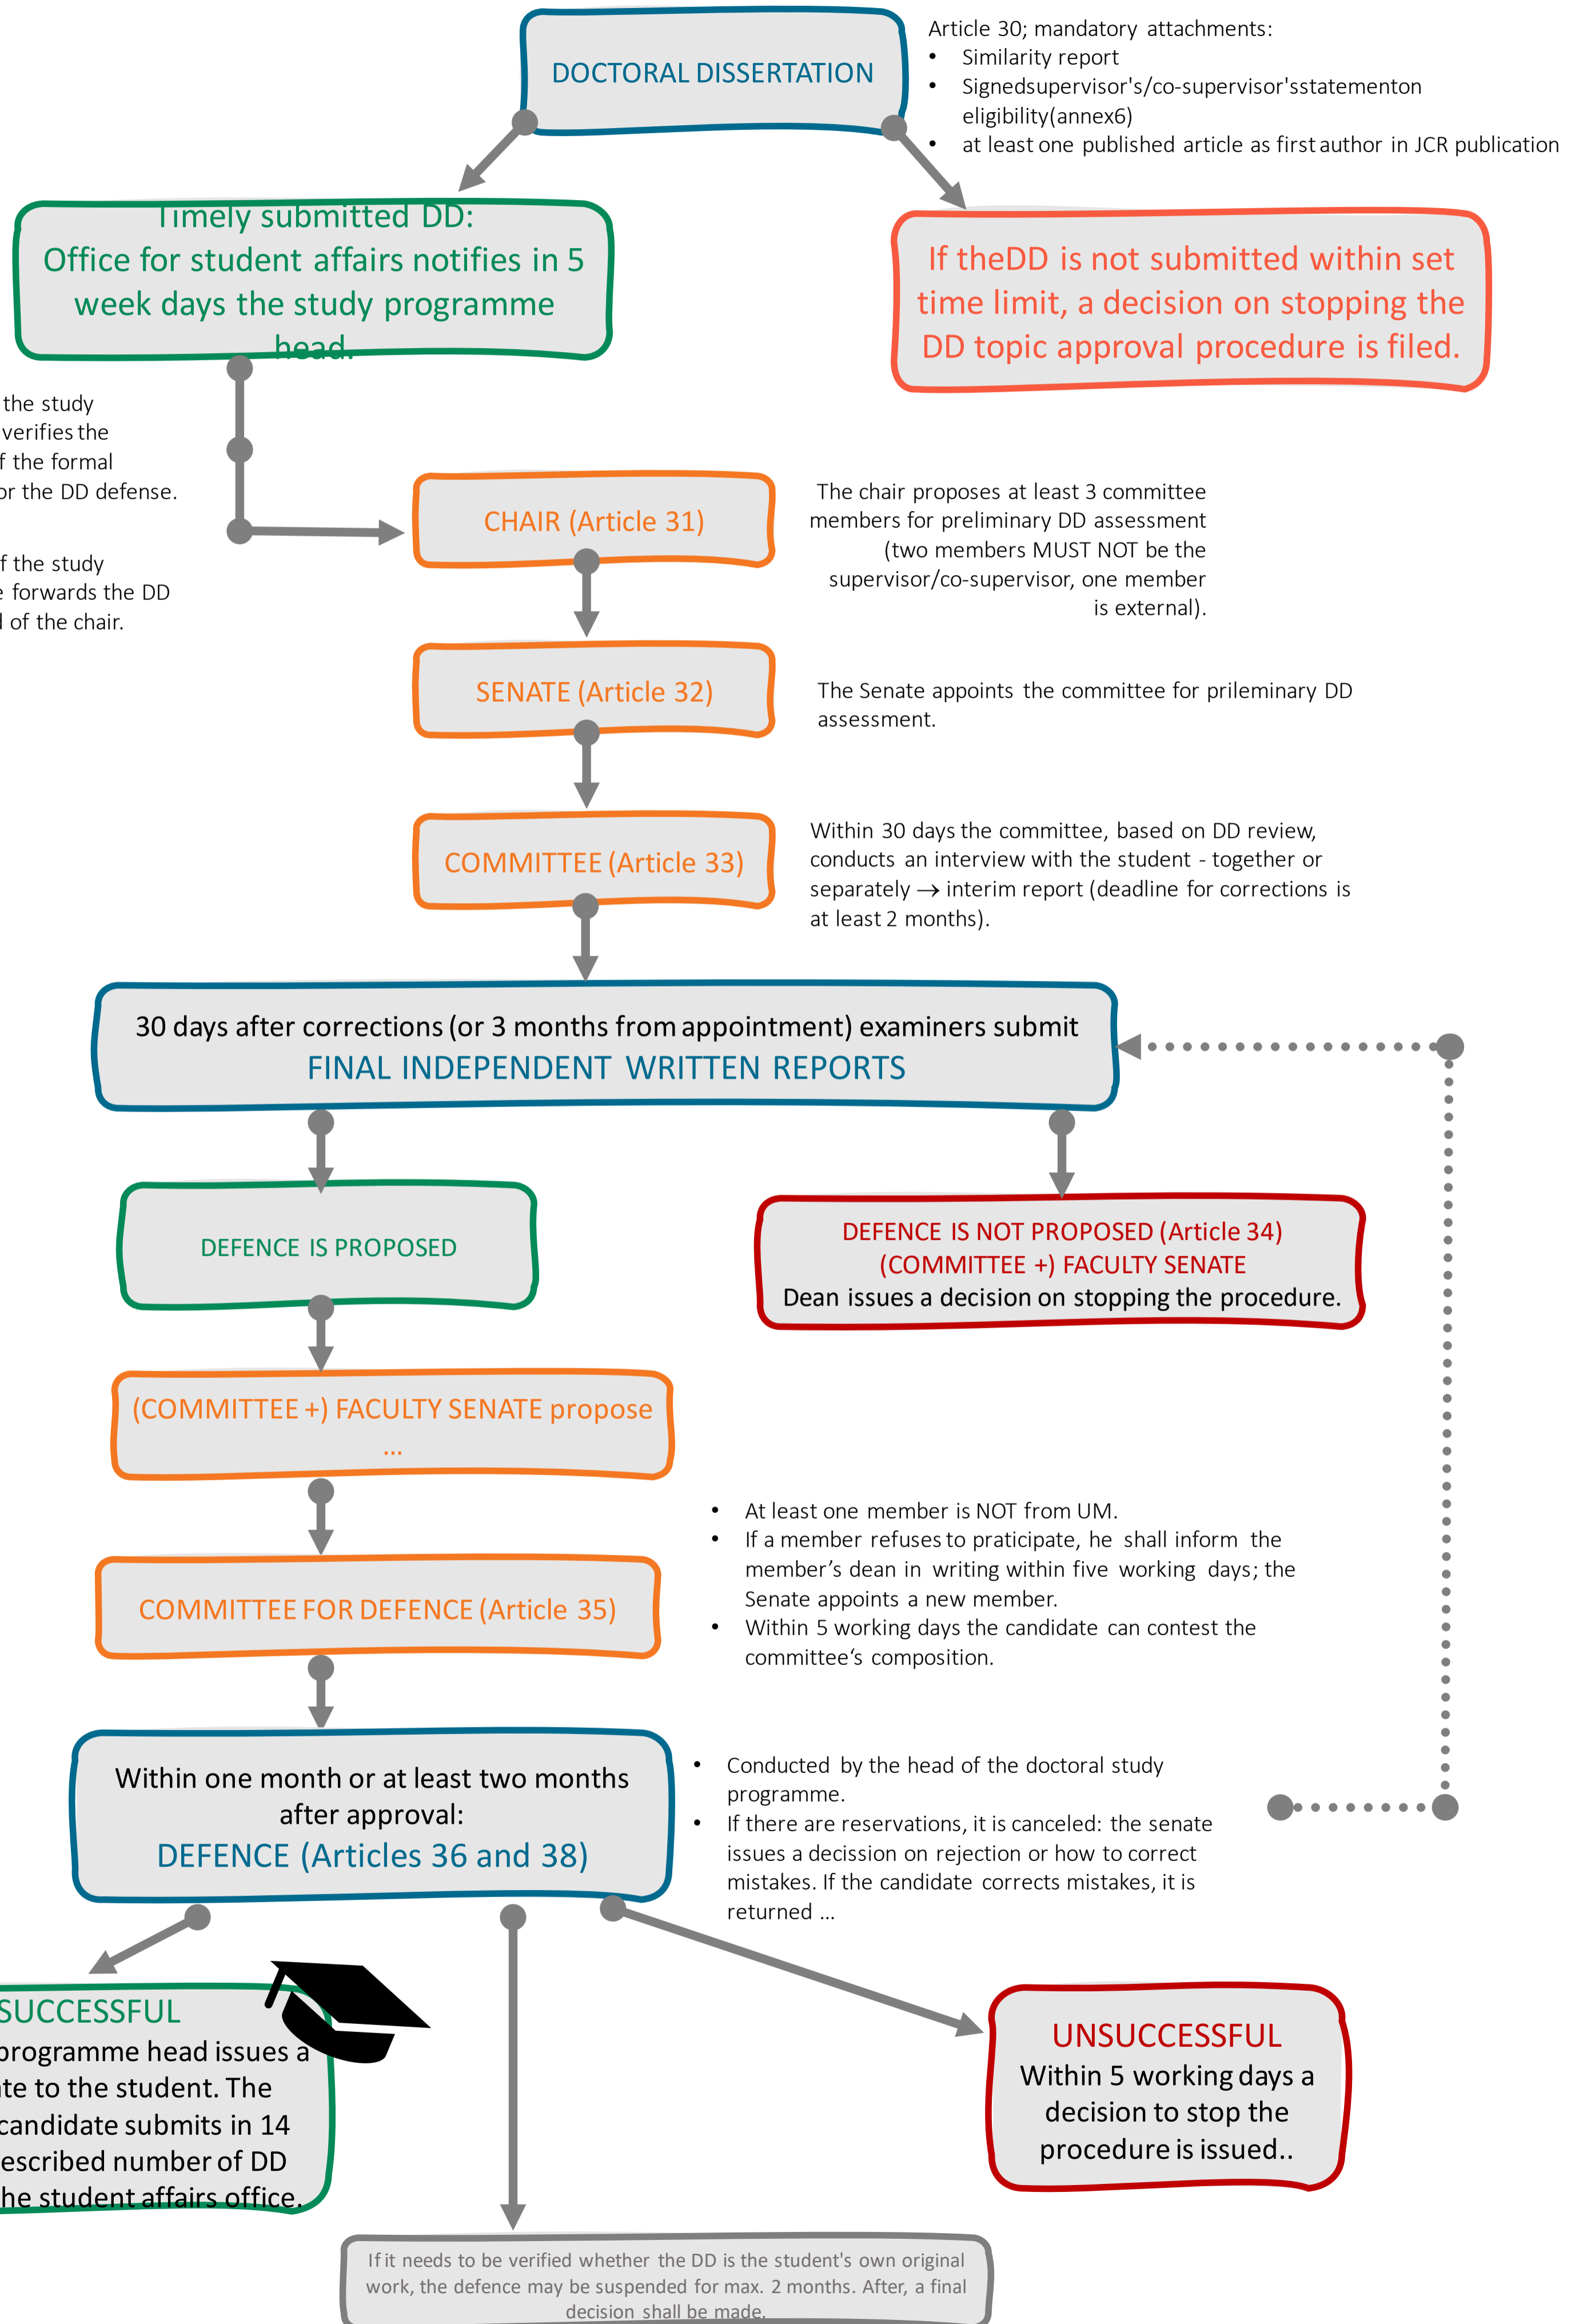 DOCTORAL DISSERTATION
Article 30; mandatory attachments:
• Similarity report
• Signedsupervisor's/co-supervisor'sstatementon
eligibility(annex6)
• at least one published article as first author in JCR publication
Timely submitted DD:
Office for student affairs notifies in 5
week days the study programme
head.
If theDD is not submitted within set
time limit, a decision on stopping the
DD topic approval procedure is filed.
the study
verifies the
f the formal
or the DD defense.
f the study
e forwards the DD
d of the chair.
CHAIR (Article 31)
The chair proposes at least 3 committee
members for preliminary DD assessment
(two members MUST NOT be the
supervisor/co-supervisor, one member
is external).
SENATE (Article 32)
The Senate appoints the committee for prileminary DD
assessment.
COMMITTEE (Article 33)
Within 30 days the committee, based on DD review,
conducts an interview with the student - together or
separately → interim report (deadline for corrections is
at least 2 months).
30 days after corrections (or 3 months from appointment) examiners submit
FINAL INDEPENDENT WRITTEN REPORTS
DEFENCE IS PROPOSED
DEFENCE IS NOT PROPOSED (Article 34)
(COMMITTEE +) FACULTY SENATE
Dean issues a decision on stopping the procedure.
(COMMITTEE +) FACULTY SENATE propose
...
COMMITTEE FOR DEFENCE (Article 35)
• At least one member is NOT from UM.
• If a member refuses to praticipate, he shall inform the
member’s dean in writing within five working days; the
Senate appoints a new member.
• Within 5 working days the candidate can contest the
committee‘s composition.
Within one month or at least two months
after approval:
DEFENCE (Articles 36 and 38)
• Conducted by the head of the doctoral study
programme.
• If there are reservations, it is canceled: the senate
issues a decission on rejection or how to correct
mistakes. If the candidate corrects mistakes, it is
returned ...
SUCCESSFUL
programme head issues a
te to the student. The
candidate submits in 14
escribed number of DD
he student affairs office.
UNSUCCESSFUL
Within 5 working days a
decision to stop the
procedure is issued..
If it needs to be verified whether the DD is the student's own original
work, the defence may be suspended for max. 2 months. After, a final
decision shall be made.